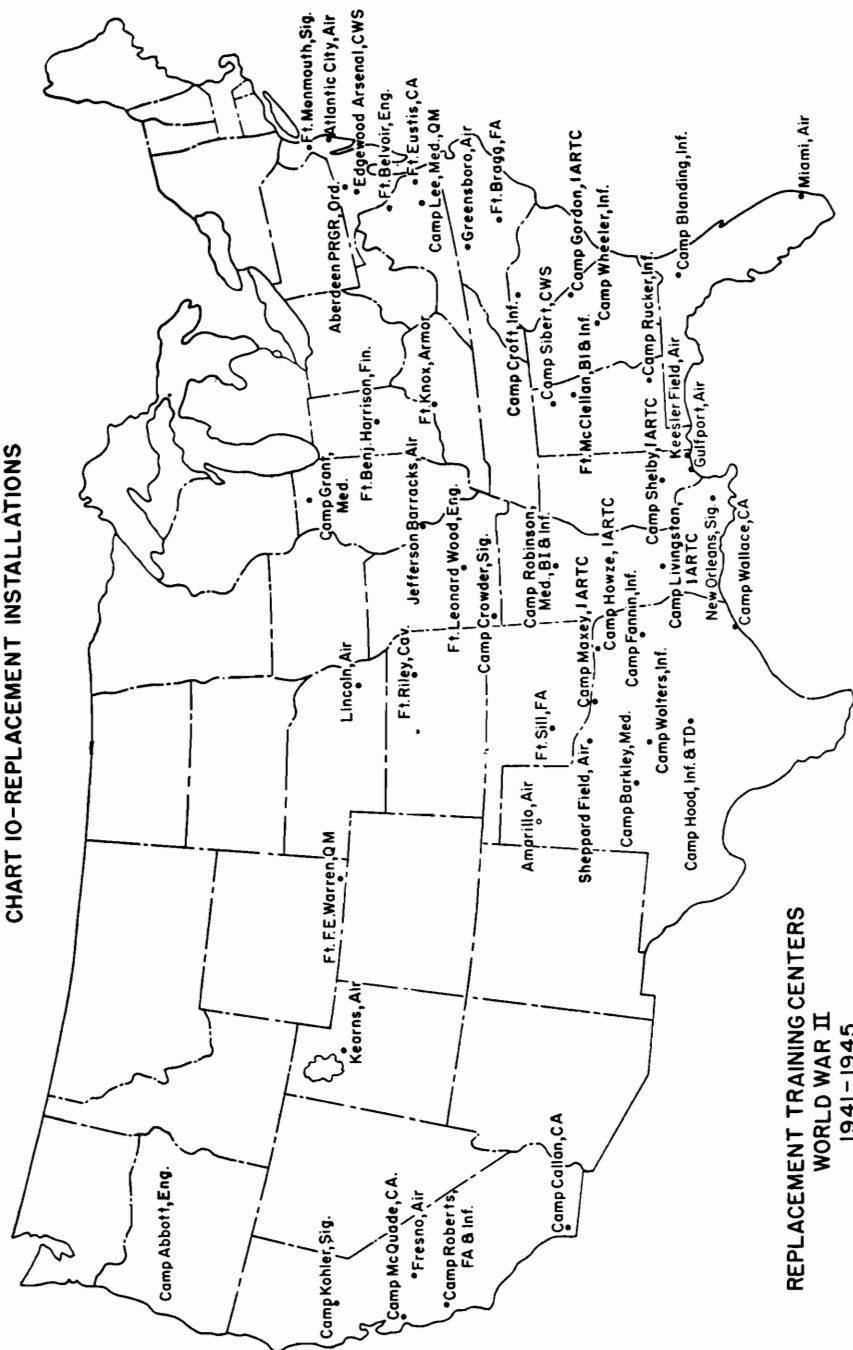 CHART 10-REPLACEMENT INSTALLATIONS
Camp Abbott, Eng.
Camp Kohler, Sig.
Camp McQuade, CA.
Fresno, Air
Camp Roberts,
FA & Inf.
Camp Callan, CA
Kearns, Air
Ft. F.E. Warren, QM
Lincoln, Air
Ft. Riley, Cav.
Amarillo, Air
Ft. Sill, FA
Sheppard Field, Air
Camp Barkley, Med.
Camp Wolters, Inf.
Camp Hood, Inf. & TD
Camp Maxey, IARTC
Camp Howze, IARTC
Camp Fannin, Inf.
Camp Grant,
Med.
Ft. Benj. Harrison, Fin.
Jefferson Barracks, Air
Ft. Leonard Wood, Eng.
Camp Crowder, Sig.
Ft. Knox, Armor
Camp Robinson,
Med., BI & Inf.
Camp Shelby, IARTC
Camp Livingston,
IARTC
New Orleans, Sig.
Camp Wallace, CA
Keesler Field, Air
Gulfport, Air
Ft. Monmouth, Sig.
Atlantic City, Air
Edgewood Arsenal, CWS
Aberdeen PRGR, Ord.
Ft. Belvoir, Eng.
Ft. Eustis, CA
Camp Lee, Med., QM
Greensboro, Air
Ft. Bragg, FA
Camp Croft, Inf.
Camp Sibert, CWS
Camp Gordon, IARTC
Camp Wheeler, Inf.
Ft. McClellan, BI & Inf.
Camp Rucker, Inf.
Camp Blanding, Inf.
Miami, Air
REPLACEMENT TRAINING CENTERS
WORLD WAR II
1941-1945